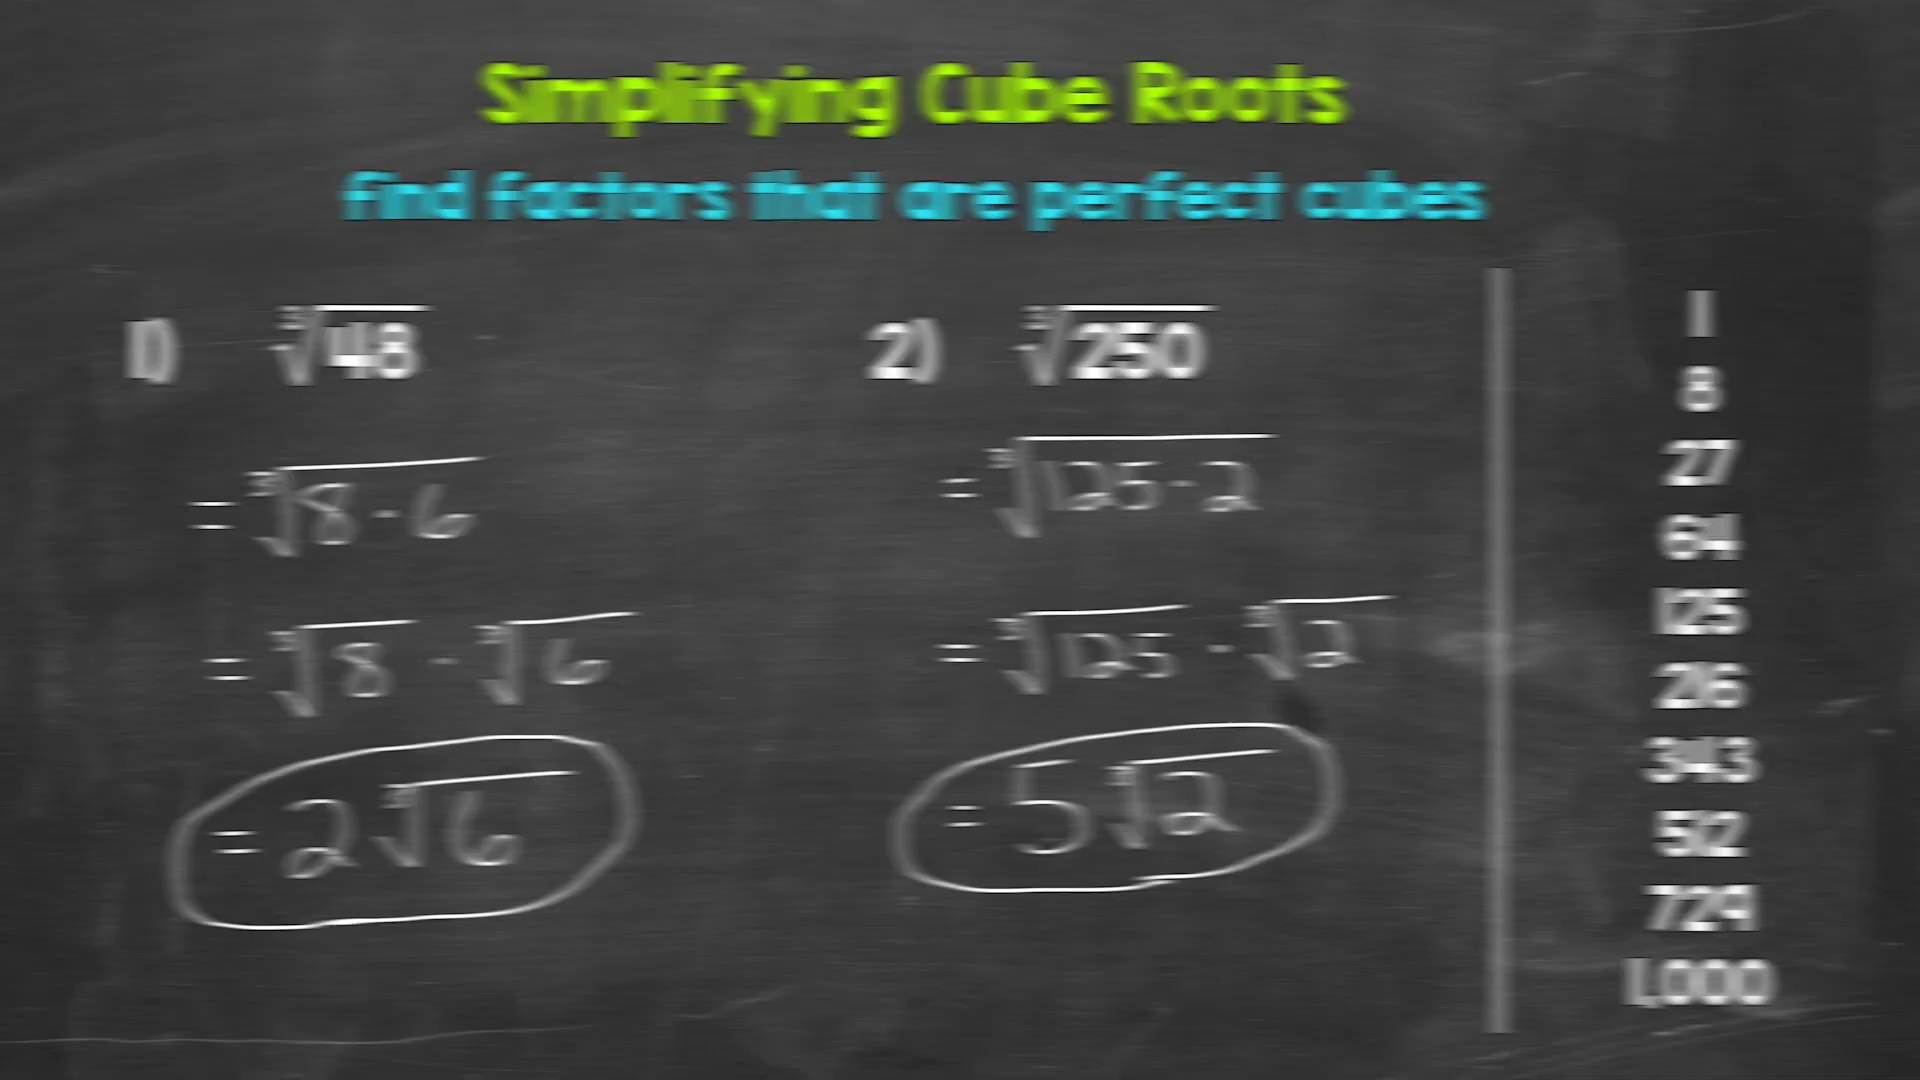 Simplifying Cube Roots
find factors that are perfect cubes
1) ∛48
= ∛8 · 6
= ∛8 · ∛6
= 2∛6
2) ∛250
= ∛125 · 2
= ∛125 · ∛2
= 5∛2
1
8
27
64
125
216
343
512
729
1,000